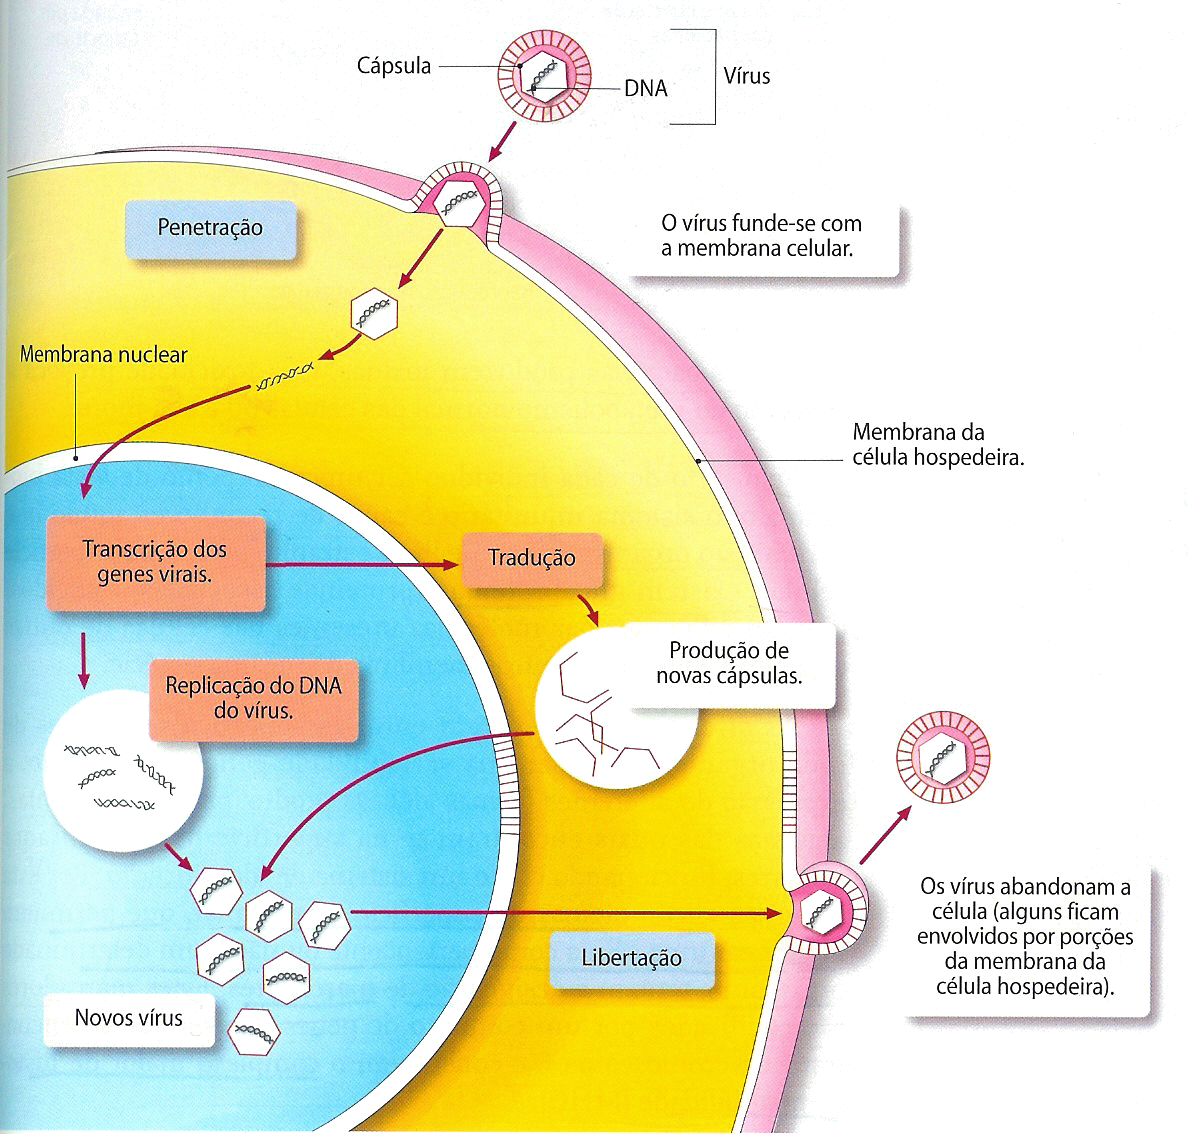 Cápsula
DNA
Vírus
Penetração
O vírus funde-se com
a membrana celular.
Membrana nuclear
Membrana da
célula hospedeira.
Transcrição dos
genes virais.
Tradução
Produção de
novas cápsulas.
Replicação do DNA
do vírus.
Os vírus abandonam a
célula (alguns ficam
envolvidos por porções
da membrana da
célula hospedeira).
Libertação
Novos vírus